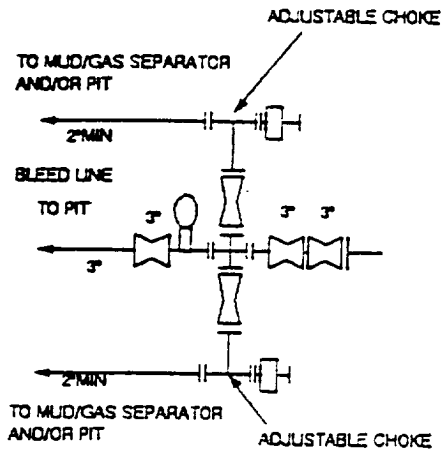 ADJUSTABLE CHOKE
TO MUD/GAS SEPARATOR
AND/OR PIT
2"MIN
BLEED LINE
TO PIT
3"
3" 3"
3"
2"MIN
TO MUD/GAS SEPARATOR
AND/OR PIT
ADJUSTABLE CHOKE